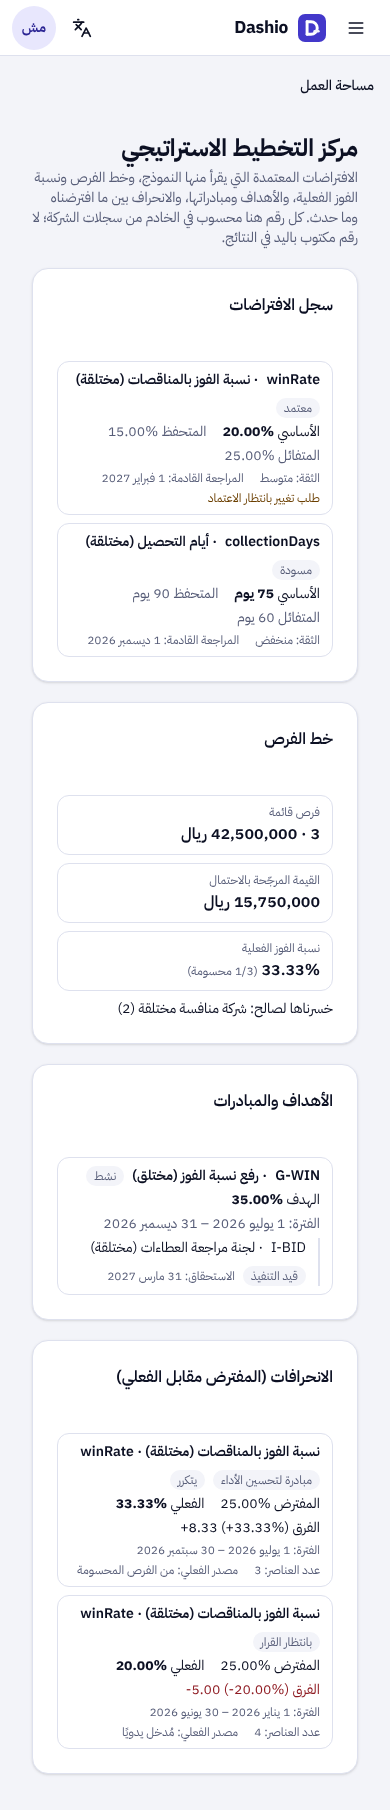 Dashio
مش
مساحة العمل
مركز التخطيط الاستراتيجي
الافتراضات المعتمدة التي يقرأ منها النموذج، وخط الفرص ونسبة
الفوز الفعلية، والأهداف ومبادراتها، والانحراف بين ما افترضناه
وما حدث. كل رقم هنا محسوب في الخادم من سجلات الشركة؛ لا
رقم مكتوب باليد في النتائج.
سجل الافتراضات
winRate · نسبة الفوز بالمناقصات (مختلقة)
معتمد
الأساسي 20.00% المتحفظ 15.00%
المتفائل 25.00%
الثقة: متوسط المراجعة القادمة: 1 فبراير 2027
طلب تغيير بانتظار الاعتماد
collectionDays · أيام التحصيل (مختلقة)
مسودة
الأساسي 75 يوم المتحفظ 90 يوم
المتفائل 60 يوم
الثقة: منخفض المراجعة القادمة: 1 ديسمبر 2026
خط الفرص
فرص قائمة
3 · 42,500,000 ريال
القيمة المرجّحة بالاحتمال
15,750,000 ريال
نسبة الفوز الفعلية
33.33% (1/3 محسومة)
خسرناها لصالح: شركة منافسة مختلقة (2)
الأهداف والمبادرات
G-WIN · رفع نسبة الفوز (مختلق) نشط
الهدف 35.00%
الفترة: 1 يوليو 2026 – 31 ديسمبر 2026
I-BID · لجنة مراجعة العطاءات (مختلقة)
قيد التنفيذ الاستحقاق: 31 مارس 2027
الانحرافات (المفترض مقابل الفعلي)
نسبة الفوز بالمناقصات (مختلقة) · winRate
مبادرة لتحسين الأداء يتكرر
المفترض 25.00% الفعلي 33.33%
الفرق +8.33 (+33.33%)
الفترة: 1 يوليو 2026 – 30 سبتمبر 2026
عدد العناصر: 3 مصدر الفعلي: من الفرص المحسومة
نسبة الفوز بالمناقصات (مختلقة) · winRate
بانتظار القرار
المفترض 25.00% الفعلي 20.00%
الفرق -5.00 (-20.00%)
الفترة: 1 يناير 2026 – 30 يونيو 2026
عدد العناصر: 4 مصدر الفعلي: مُدخل يدويًا